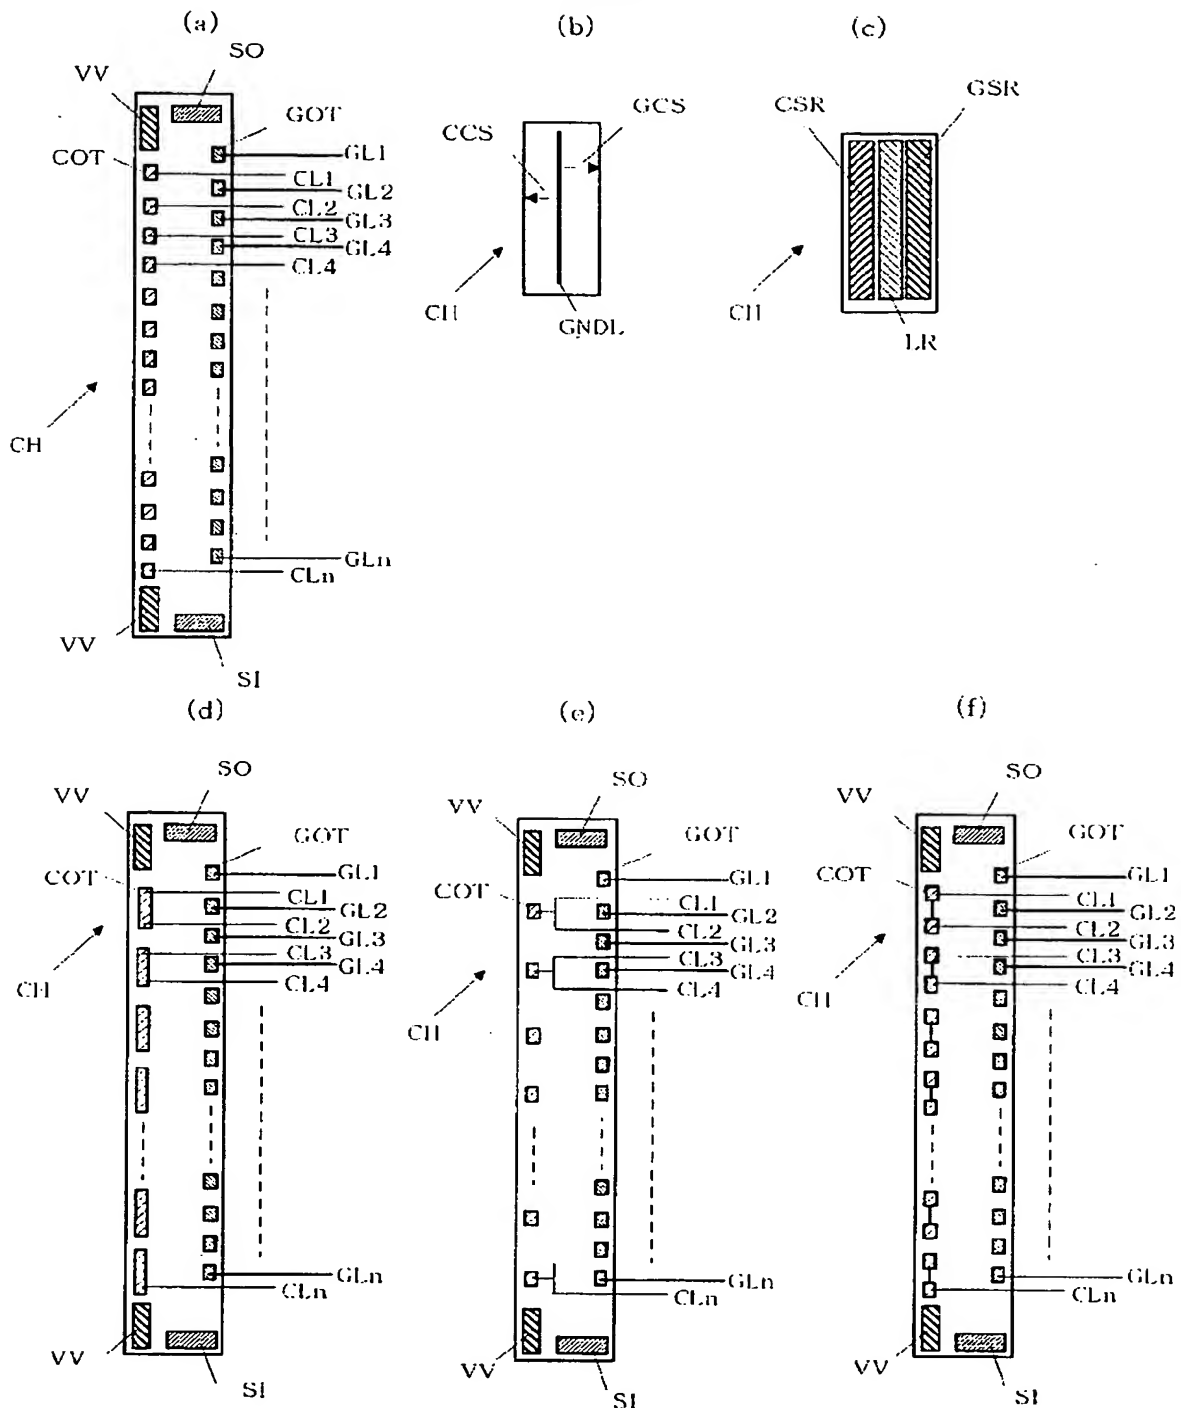 (a)
SO
VV
GOT
COT
GL1
CL1
GL2
CL2
GL3
CL3
GL4
CL4
CH
GLn
CLn
VV
SI
(b)
GCS
CCS
CH
GNDL
(c)
GSR
CSR
CH
LR
(d)
SO
VV
GOT
COT
GL1
CL1
GL2
CL2
GL3
CL3
GL4
CL4
CH
GLn
CLn
VV
SI
(e)
SO
VV
GOT
COT
GL1
CL1
GL2
CL2
GL3
CL3
GL4
CL4
CH
GLn
CLn
VV
SI
(f)
SO
VV
GOT
COT
GL1
CL1
GL2
CL2
GL3
CL3
GL4
CL4
CH
GLn
CLn
VV
SI